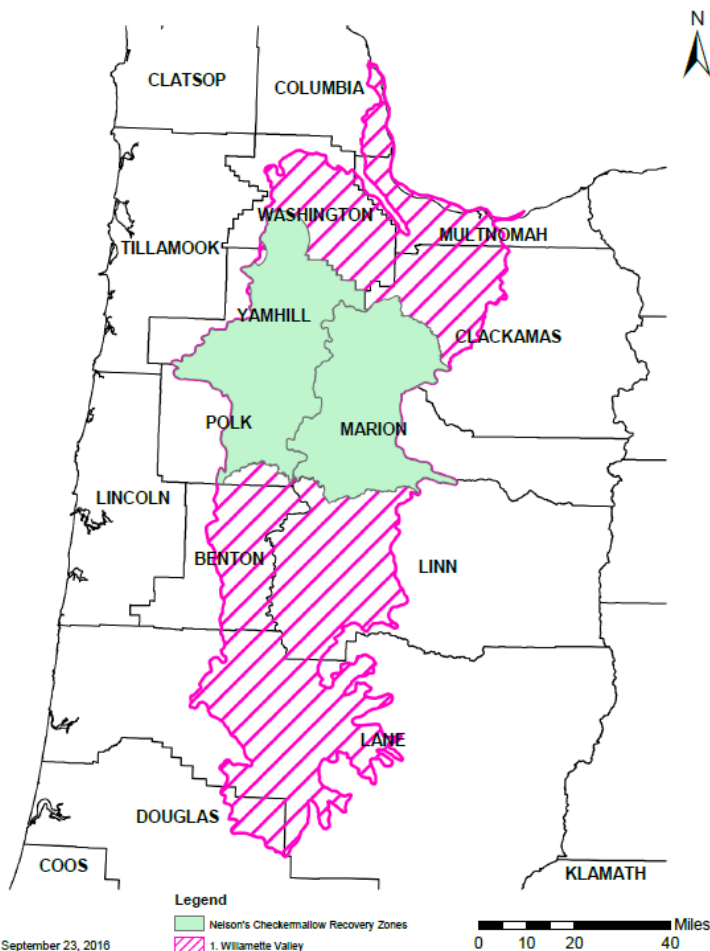 N
CLATSOP
COLUMBIA
WASHINGTON
MULTNOMAH
TILLAMOOK
YAMHILL
CLACKAMAS
POLK
MARION
LINCOLN
BENTON
LINN
LANE
DOUGLAS
COOS
KLAMATH
Legend
Nelson's Checkermallow Recovery Zones
1. Willamette Valley
Miles
0 10 20 40
September 23, 2016